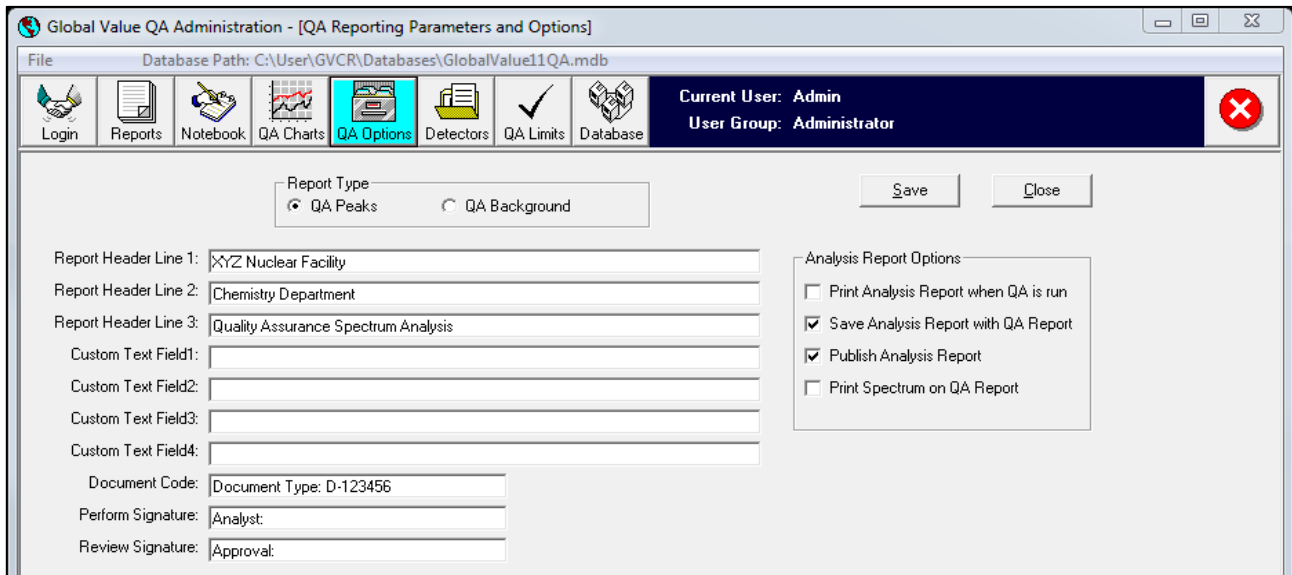 Global Value QA Administration - [QA Reporting Parameters and Options]
File Database Path: C:\User\GVCR\Databases\GlobalValue11QA.mdb
Login Reports Notebook QA Charts QA Options Detectors QA Limits Database
Current User: Admin
User Group: Administrator
Report Type
QA Peaks QA Background
Save Close
Report Header Line 1: XYZ Nuclear Facility
Report Header Line 2: Chemistry Department
Report Header Line 3: Quality Assurance Spectrum Analysis
Custom Text Field1:
Custom Text Field2:
Custom Text Field3:
Custom Text Field4:
Document Code: Document Type: D-123456
Perform Signature: Analyst:
Review Signature: Approval:
Analysis Report Options
Print Analysis Report when QA is run
Save Analysis Report with QA Report
Publish Analysis Report
Print Spectrum on QA Report